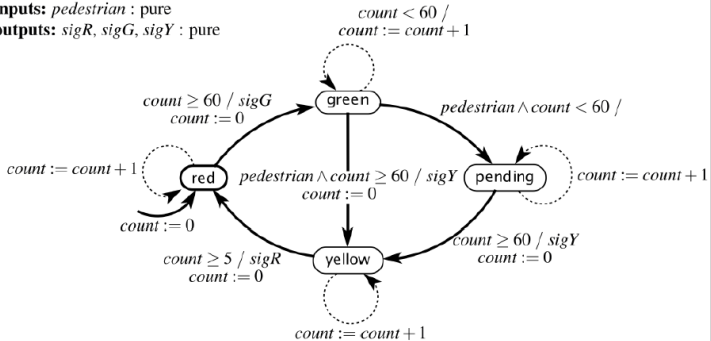 nputs: pedestrian : pure
utputs: sigR, sigG, sigY : pure
count < 60 /
count := count + 1
green
count ≥ 60 / sigG
count := 0
pedestrian ∧ count < 60 /
count := count + 1
red
pedestrian ∧ count ≥ 60 / sigY
count := 0
pending
count := count + 1
count := 0
count ≥ 5 / sigR
count := 0
yellow
count ≥ 60 / sigY
count := 0
count := count + 1